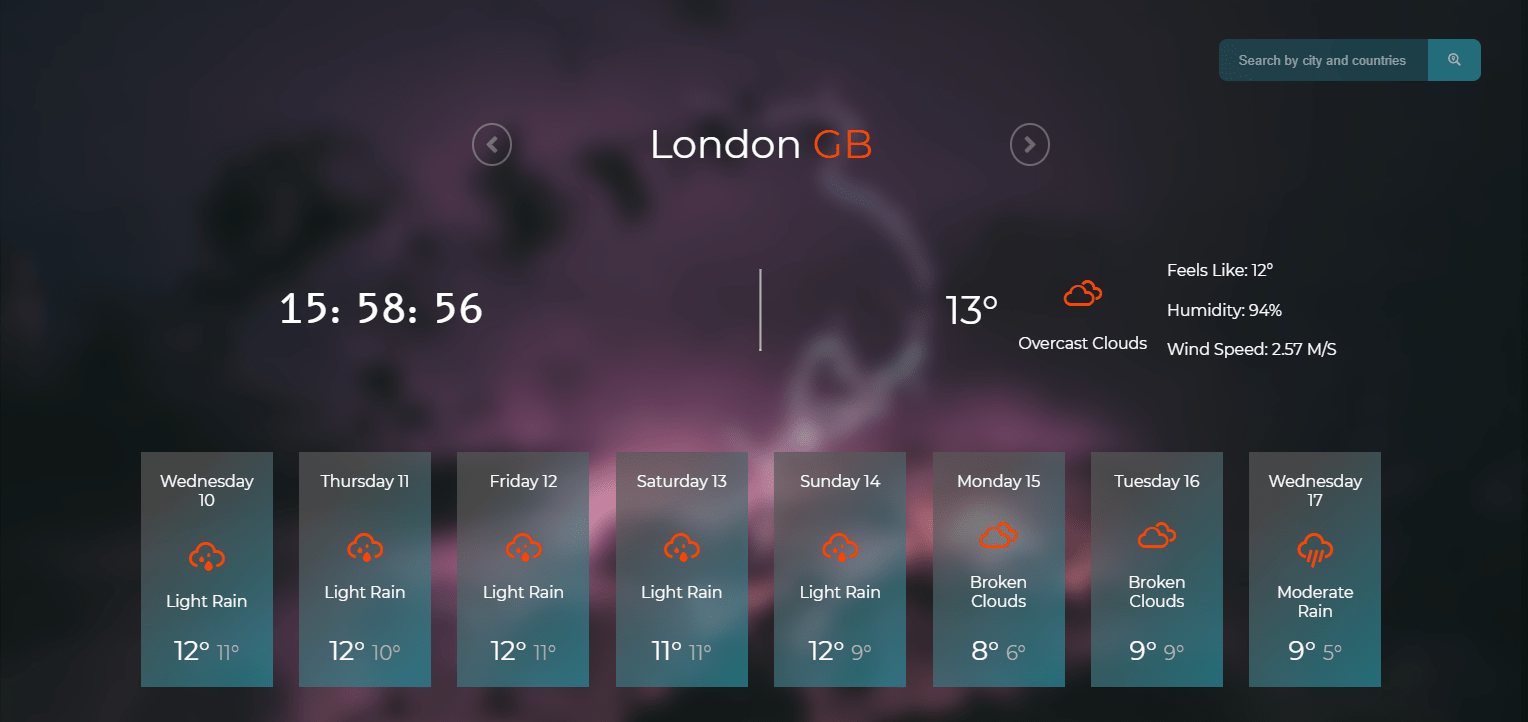 Search by city and countries
London GB
15: 58: 56
13°
Overcast Clouds
Feels Like: 12°
Humidity: 94%
Wind Speed: 2.57 M/S
Wednesday
10
Light Rain
12° 11°
Thursday 11
Light Rain
12° 10°
Friday 12
Light Rain
12° 11°
Saturday 13
Light Rain
11° 11°
Sunday 14
Light Rain
12° 9°
Monday 15
Broken
Clouds
8° 6°
Tuesday 16
Broken
Clouds
9° 9°
Wednesday
17
Moderate
Rain
9° 5°